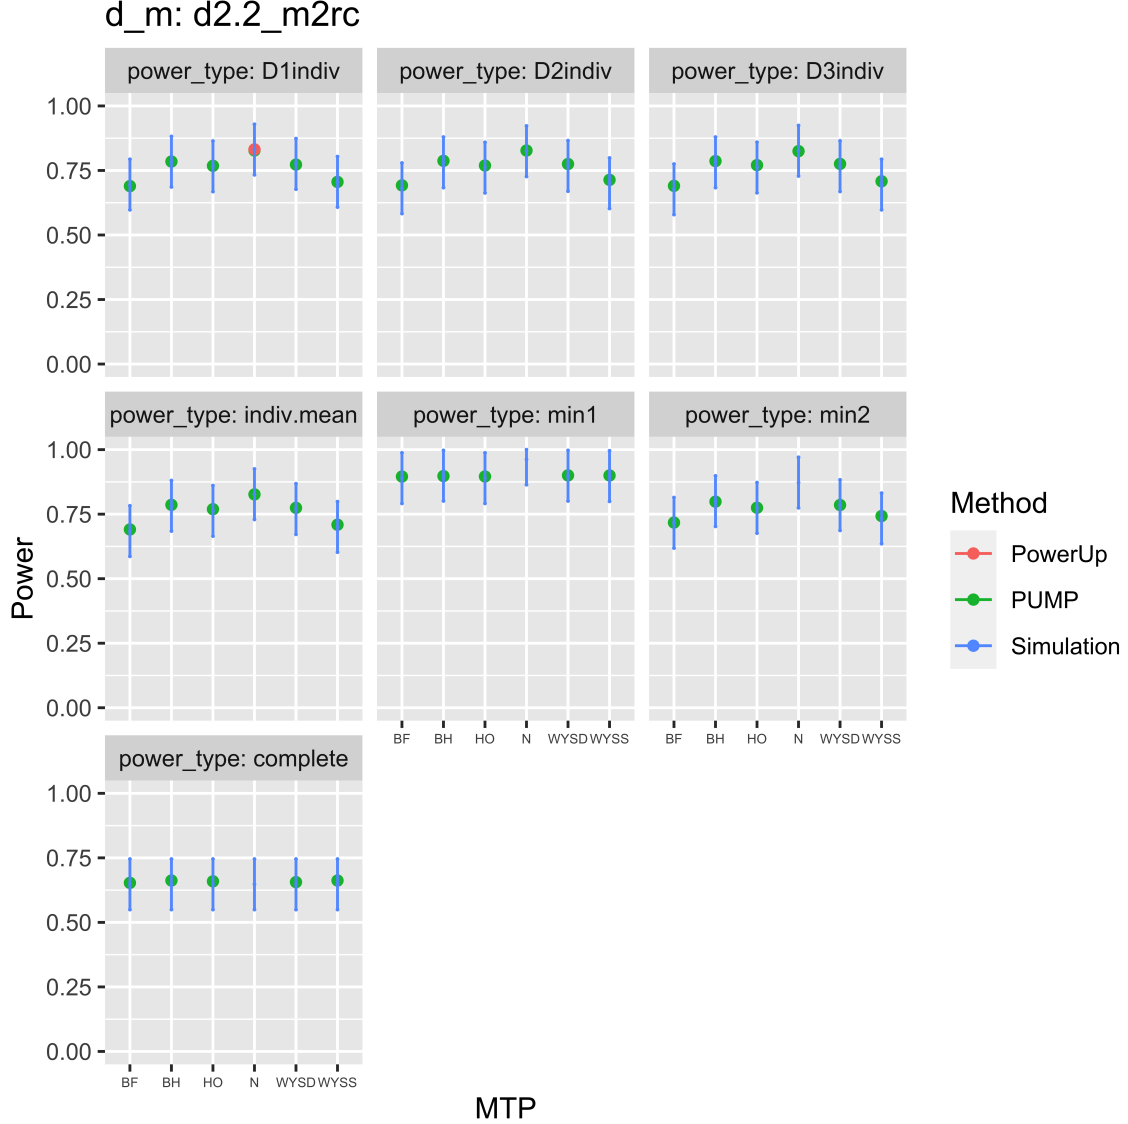 d_m: d2.2_m2rc
power_type: D1indiv
power_type: D2indiv
power_type: D3indiv
1.00
0.75
0.50
0.25
0.00
power_type: indiv.mean
power_type: min1
power_type: min2
1.00
0.75
0.50
0.25
0.00
BF BH HO N WYSD WYSS
BF BH HO N WYSD WYSS
power_type: complete
1.00
0.75
0.50
0.25
0.00
BF BH HO N WYSD WYSS
MTP
Power
Method
PowerUp
PUMP
Simulation